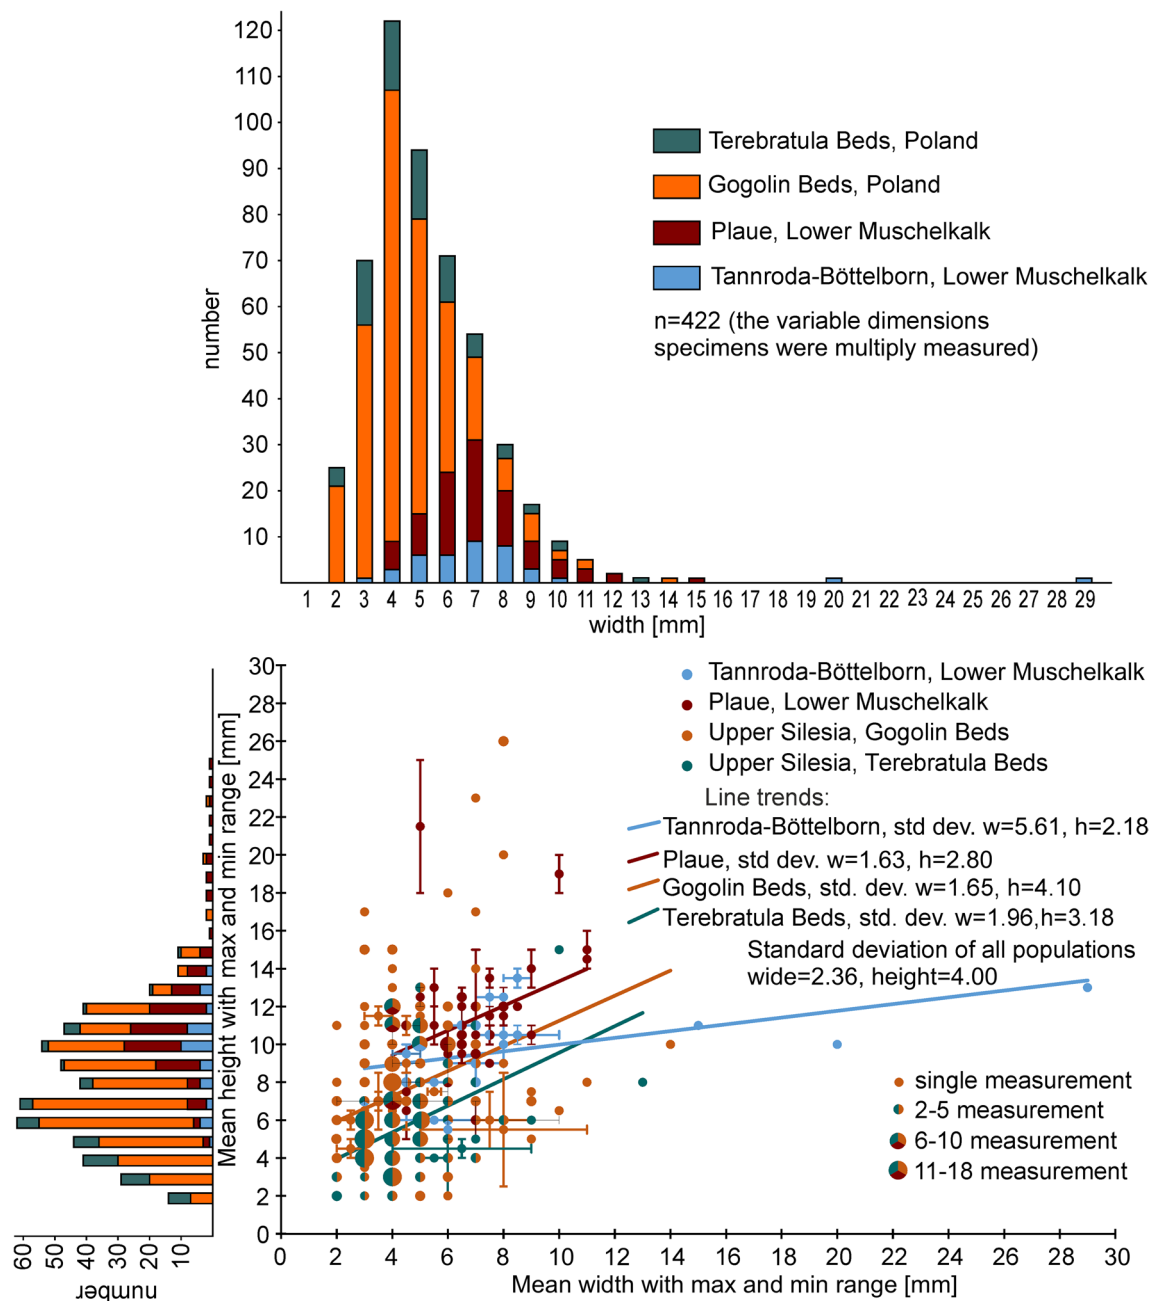 120
110
100
90
80
70
60
50
40
30
20
10
number
Terebratula Beds, Poland
Gogolin Beds, Poland
Plaue, Lower Muschelkalk
Tannroda-Böttelborn, Lower Muschelkalk
n=422 (the variable dimensions
specimens were multiply measured)
1 2 3 4 5 6 7 8 9 10 11 12 13 14 15 16 17 18 19 20 21 22 23 24 25 26 27 28 29
width [mm]
30
28
26
24
22
20
18
16
14
12
10
8
6
4
2
0
Mean height with max and min range [mm]
Tannroda-Böttelborn, Lower Muschelkalk
Plaue, Lower Muschelkalk
Upper Silesia, Gogolin Beds
Upper Silesia, Terebratula Beds
Line trends:
Tannroda-Böttelborn, std dev. w=5.61, h=2.18
Plaue, std dev. w=1.63, h=2.80
Gogolin Beds, std. dev. w=1.65, h=4.10
Terebratula Beds, std. dev. w=1.96,h=3.18
Standard deviation of all populations
wide=2.36, height=4.00
single measurement
2-5 measurement
6-10 measurement
11-18 measurement
60 50 40 30 20 10
number
0 2 4 6 8 10 12 14 16 18 20 22 24 26 28 30
Mean width with max and min range [mm]